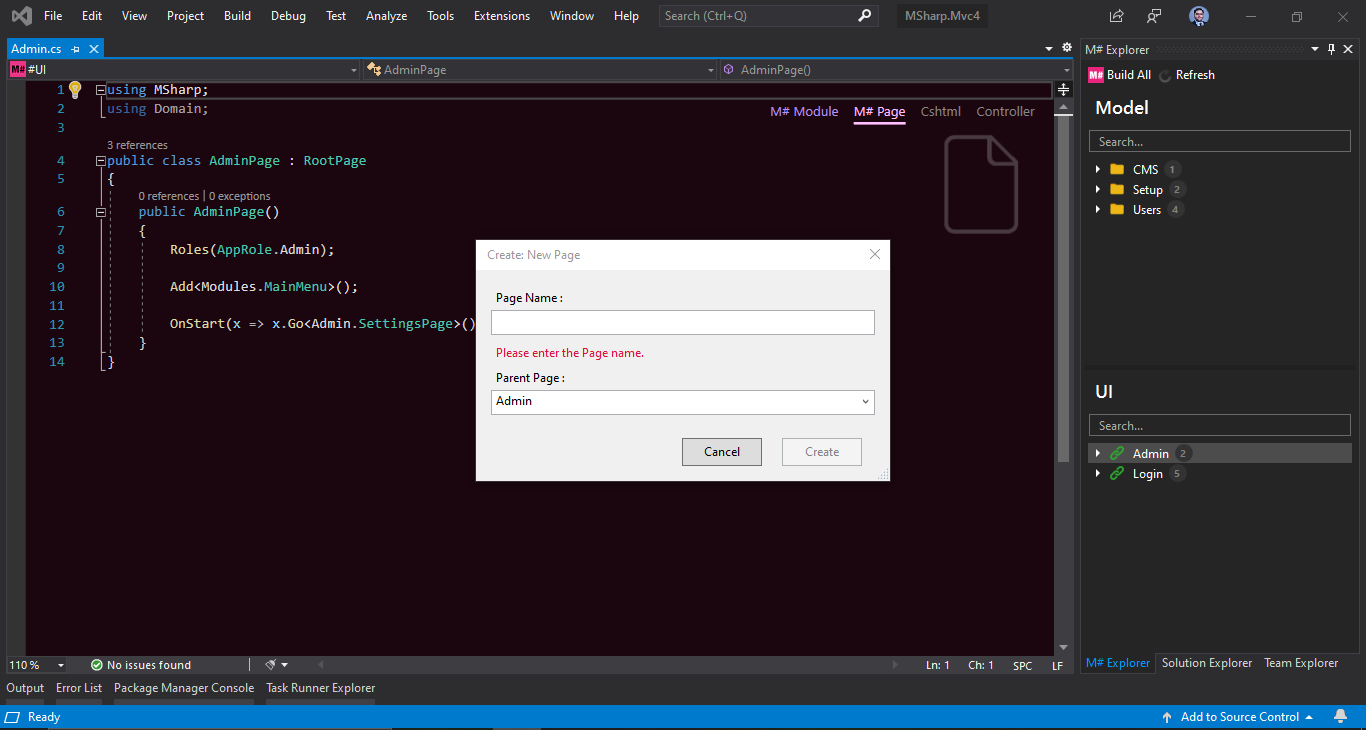 File Edit View Project Build Debug Test Analyze Tools Extensions Window Help Search (Ctrl+Q) MSharp.Mvc4
Admin.cs
M# #UI AdminPage AdminPage()
1 using MSharp;
2 using Domain;
3
M# Module M# Page Cshtml Controller
3 references
4 public class AdminPage : RootPage
5 {
0 references | 0 exceptions
6 public AdminPage()
7 {
8 Roles(AppRole.Admin);
9
10 Add<Modules.MainMenu>();
11
12 OnStart(x => x.Go<Admin.SettingsPage>()
13 }
14 }
Create: New Page
Page Name :
Please enter the Page name.
Parent Page :
Admin
Cancel Create
M# Explorer
M# Build All Refresh
Model
Search...
CMS 1
Setup 2
Users 4
UI
Search...
Admin 2
Login 5
M# Explorer Solution Explorer Team Explorer
110 % No issues found Ln: 1 Ch: 1 SPC LF
Output Error List Package Manager Console Task Runner Explorer
Ready Add to Source Control